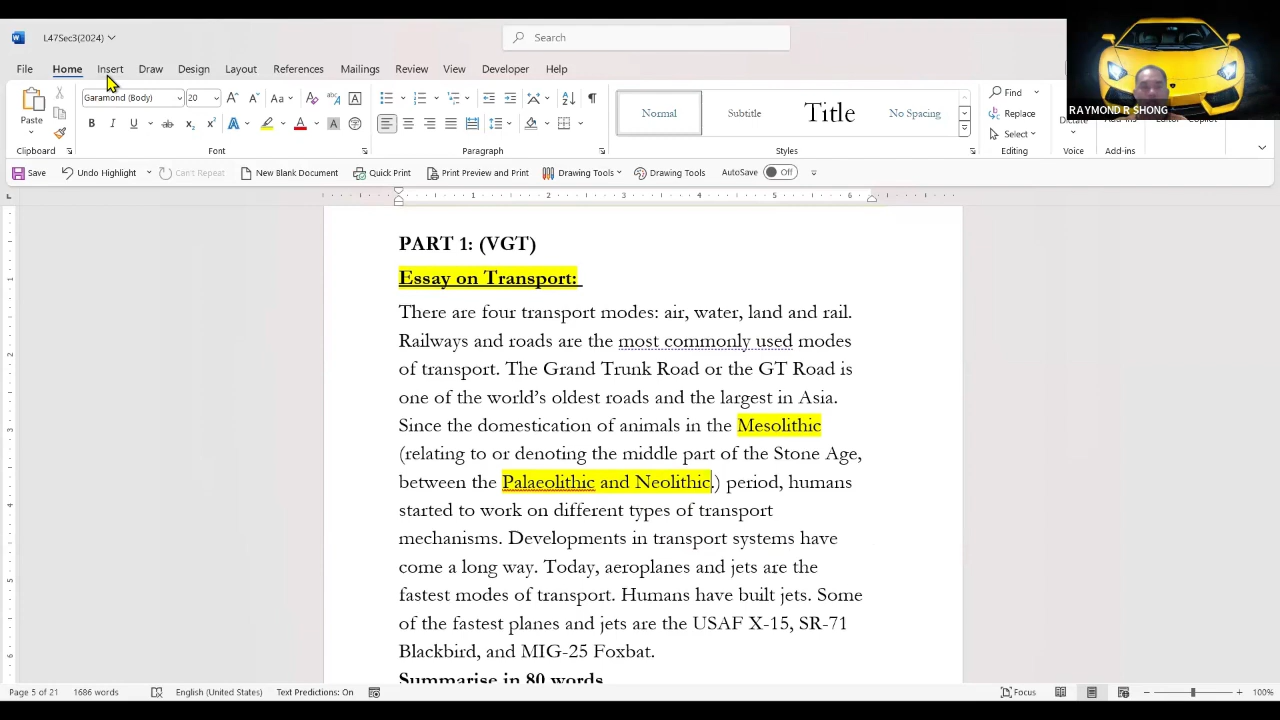 L47Sec3(2024)
Search
RAYMOND R SHONG
File Home Insert Draw Design Layout References Mailings Review View Developer Help
Paste
Garamond (Body) 20
Normal Subtitle Title No Spacing
Find
Replace
Select
Dictate
Clipboard Font Paragraph Styles Editing Voice Add-ins
Save Undo Highlight Can't Repeat New Blank Document Quick Print Print Preview and Print Drawing Tools Drawing Tools AutoSave Off
PART 1: (VGT)
Essay on Transport:
There are four transport modes: air, water, land and rail.
Railways and roads are the most commonly used modes
of transport. The Grand Trunk Road or the GT Road is
one of the world's oldest roads and the largest in Asia.
Since the domestication of animals in the Mesolithic
(relating to or denoting the middle part of the Stone Age,
between the Palaeolithic and Neolithic.) period, humans
started to work on different types of transport
mechanisms. Developments in transport systems have
come a long way. Today, aeroplanes and jets are the
fastest modes of transport. Humans have built jets. Some
of the fastest planes and jets are the USAF X-15, SR-71
Blackbird, and MIG-25 Foxbat.
Summarise in 80 words
Page 5 of 21 1686 words English (United States) Text Predictions: On Focus 100%